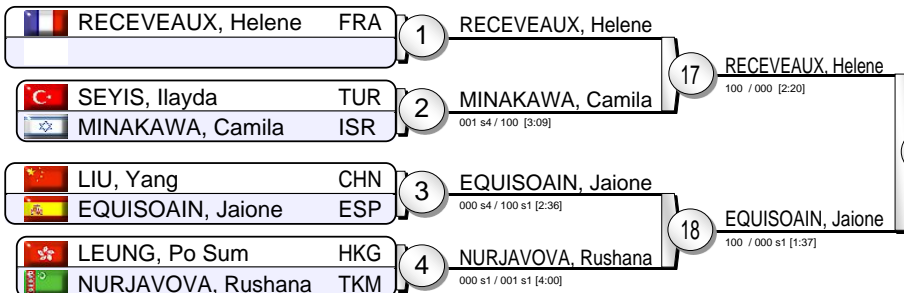 RECEVEAUX, Helene FRA
1
RECEVEAUX, Helene
17
RECEVEAUX, Helene
100 / 000 [2:20]
SEYIS, Ilayda TUR
MINAKAWA, Camila ISR
2
MINAKAWA, Camila
001 s4 / 100 [3:09]
LIU, Yang CHN
EQUISOAIN, Jaione ESP
3
EQUISOAIN, Jaione
000 s4 / 100 s1 [2:36]
18
EQUISOAIN, Jaione
100 / 000 s1 [1:37]
LEUNG, Po Sum HKG
NURJAVOVA, Rushana TKM
4
NURJAVOVA, Rushana
000 s1 / 001 s1 [4:00]